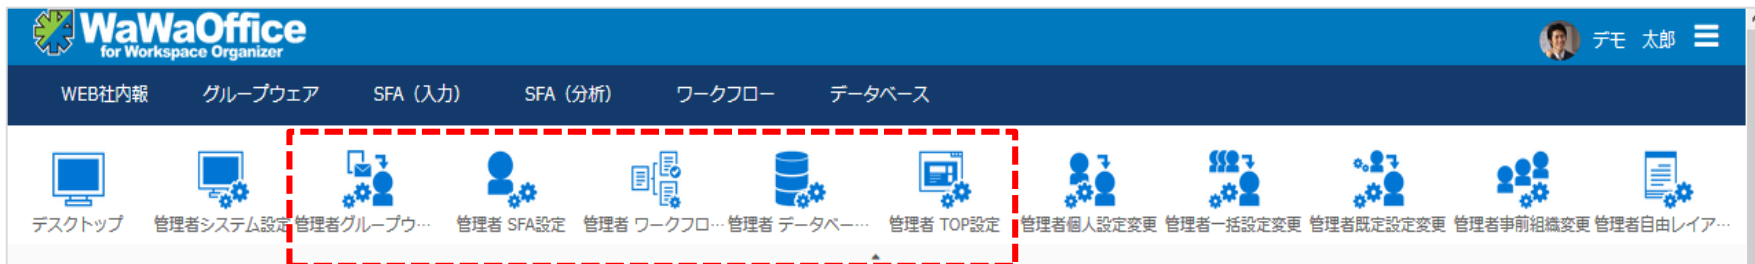 WaWaOffice
for Workspace Organizer
デモ 太郎
WEB社内報 グループウェア SFA（入力） SFA（分析） ワークフロー データベース
デスクトップ 管理者システム設定 管理者グループウ… 管理者 SFA設定 管理者 ワークフロ… 管理者 データベー… 管理者 TOP設定 管理者個人設定変更 管理者一括設定変更 管理者既定設定変更 管理者事前組織変更 管理者自由レイア…